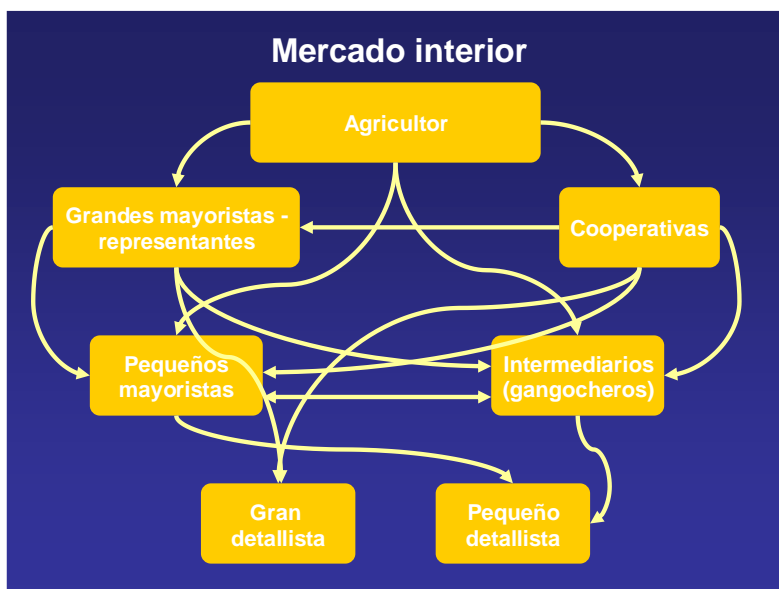 Mercado interior
Agricultor
Grandes mayoristas -
representantes
Cooperativas
Pequeños
mayoristas
Intermediarios
(gangocheros)
Gran
detallista
Pequeño
detallista